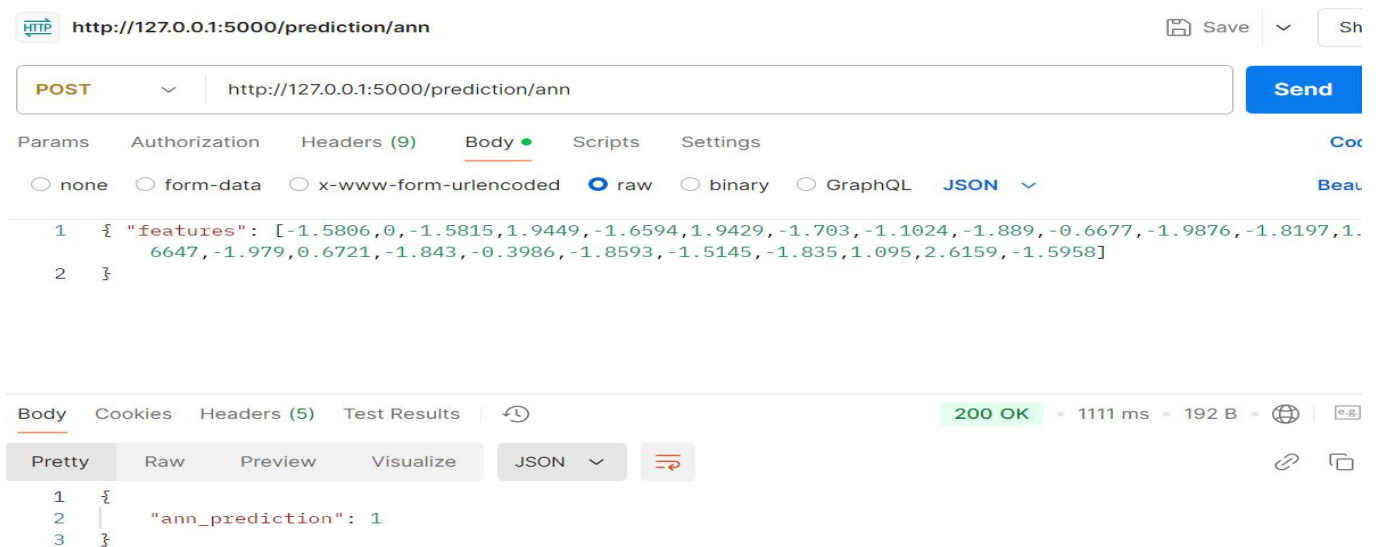 HTTP http://127.0.0.1:5000/prediction/ann Save Sh
POST http://127.0.0.1:5000/prediction/ann Send
Params Authorization Headers (9) Body Scripts Settings Coo
none form-data x-www-form-urlencoded raw binary GraphQL JSON Beau
1 { "features": [-1.5806,0,-1.5815,1.9449,-1.6594,1.9429,-1.703,-1.1024,-1.889,-0.6677,-1.9876,-1.8197,1.
6647,-1.979,0.6721,-1.843,-0.3986,-1.8593,-1.5145,-1.835,1.095,2.6159,-1.5958]
2 }
Body Cookies Headers (5) Test Results 200 OK 1111 ms 192 B e.g.
Pretty Raw Preview Visualize JSON
1 {
2 "ann_prediction": 1
3 }